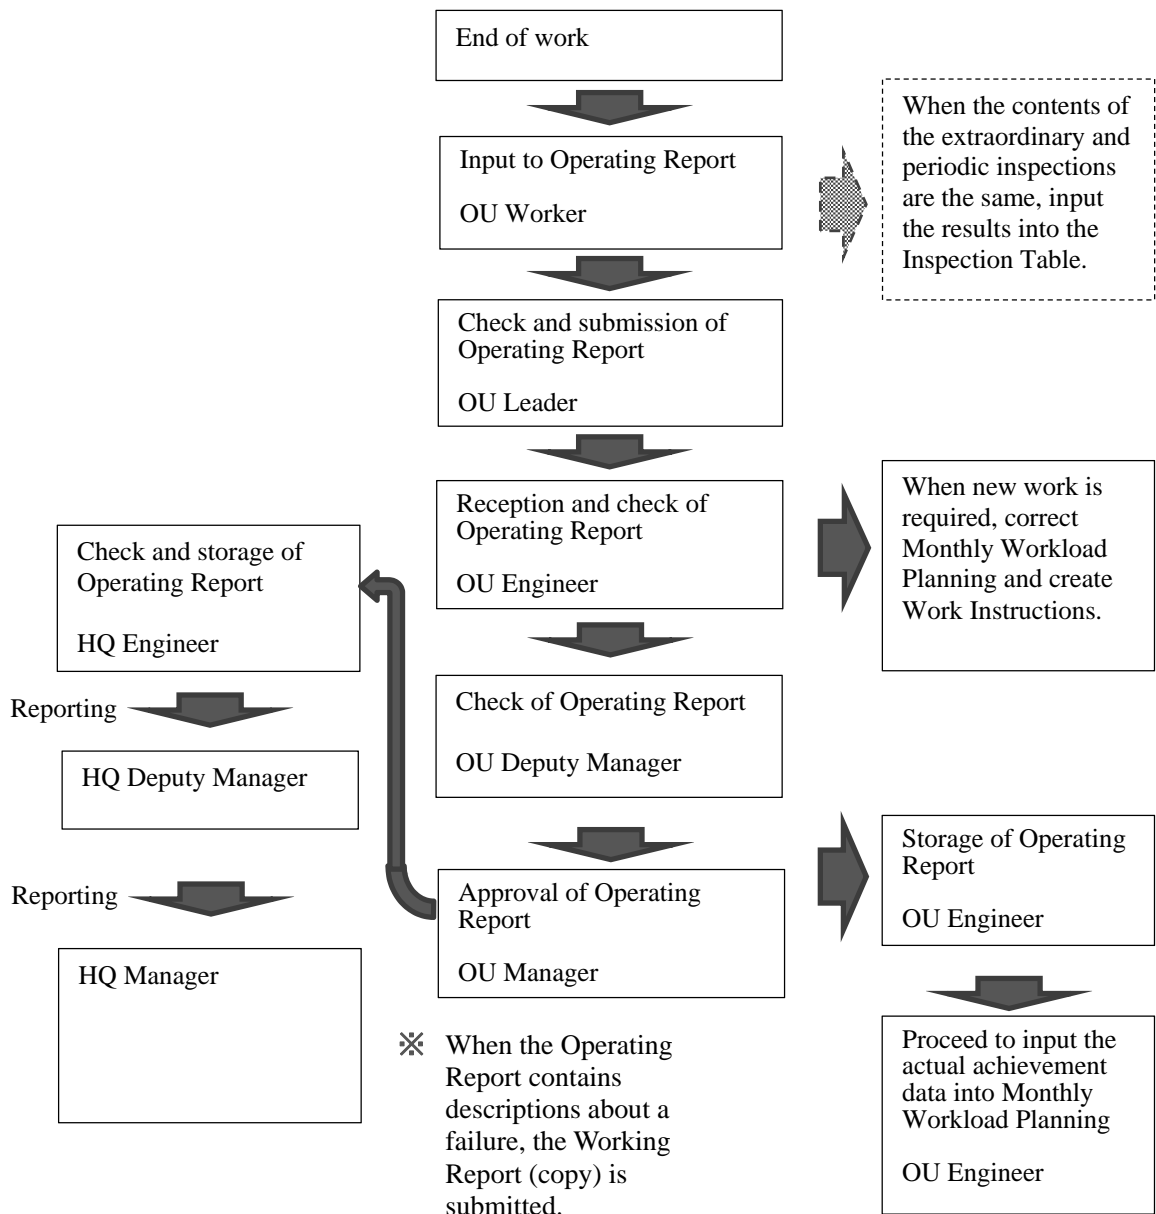 End of work
Input to Operating Report
OU Worker
When the contents of
the extraordinary and
periodic inspections
are the same, input
the results into the
Inspection Table.
Check and submission of
Operating Report
OU Leader
Reception and check of
Operating Report
OU Engineer
When new work is
required, correct
Monthly Workload
Planning and create
Work Instructions.
Check and storage of
Operating Report
HQ Engineer
Reporting
HQ Deputy Manager
Reporting
HQ Manager
Check of Operating Report
OU Deputy Manager
Approval of Operating
Report
OU Manager
Storage of Operating
Report
OU Engineer
Proceed to input the
actual achievement
data into Monthly
Workload Planning
OU Engineer
※ When the Operating
Report contains
descriptions about a
failure, the Working
Report (copy) is
submitted.